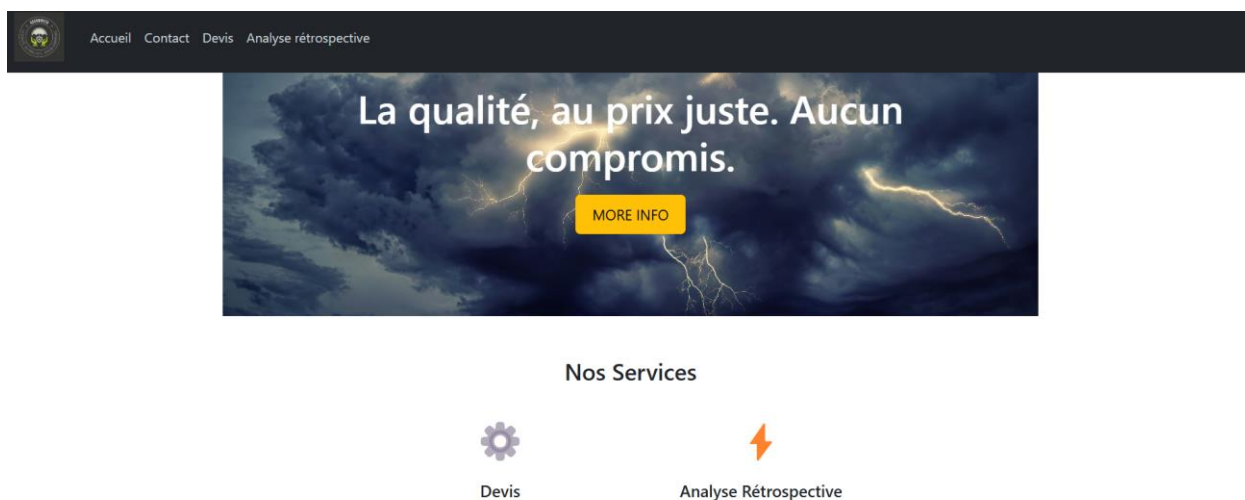 Accueil Contact Devis Analyse rétrospective
La qualité, au prix juste. Aucun
compromis.
MORE INFO
Nos Services
Devis
Analyse Rétrospective